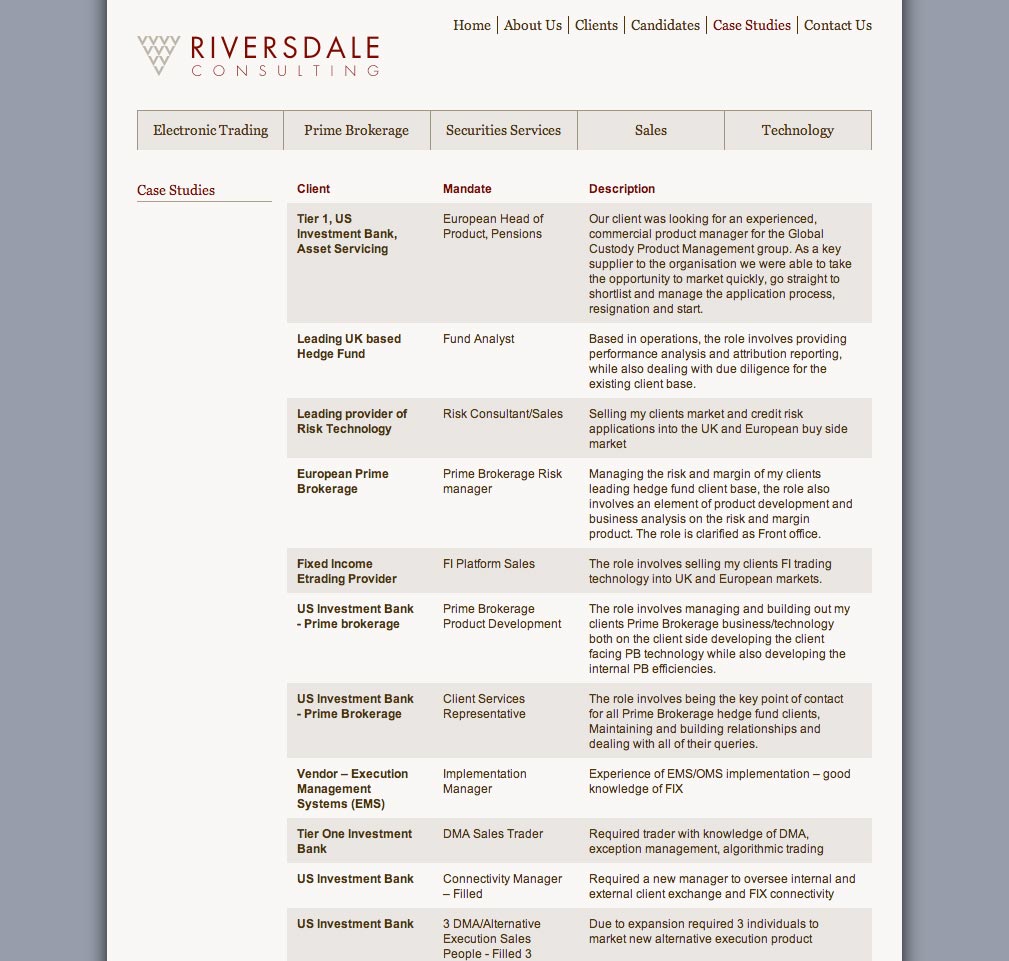 Home | About Us | Clients | Candidates | Case Studies | Contact Us
RIVERSDALE
CONSULTING
Electronic Trading
Prime Brokerage
Securities Services
Sales
Technology
Case Studies
Client
Mandate
Description
Tier 1, US
Investment Bank,
Asset Servicing
European Head of
Product, Pensions
Our client was looking for an experienced,
commercial product manager for the Global
Custody Product Management group. As a key
supplier to the organisation we were able to take
the opportunity to market quickly, go straight to
shortlist and manage the application process,
resignation and start.
Leading UK based
Hedge Fund
Fund Analyst
Based in operations, the role involves providing
performance analysis and attribution reporting,
while also dealing with due diligence for the
existing client base.
Leading provider of
Risk Technology
Risk Consultant/Sales
Selling my clients market and credit risk
applications into the UK and European buy side
market
European Prime
Brokerage
Prime Brokerage Risk
manager
Managing the risk and margin of my clients
leading hedge fund client base, the role also
involves an element of product development and
business analysis on the risk and margin
product. The role is clarified as Front office.
Fixed Income
Etrading Provider
FI Platform Sales
The role involves selling my clients FI trading
technology into UK and European markets.
US Investment Bank
- Prime brokerage
Prime Brokerage
Product Development
The role involves managing and building out my
clients Prime Brokerage business/technology
both on the client side developing the client
facing PB technology while also developing the
internal PB efficiencies.
US Investment Bank
- Prime Brokerage
Client Services
Representative
The role involves being the key point of contact
for all Prime Brokerage hedge fund clients,
Maintaining and building relationships and
dealing with all of their queries.
Vendor – Execution
Management
Systems (EMS)
Implementation
Manager
Experience of EMS/OMS implementation – good
knowledge of FIX
Tier One Investment
Bank
DMA Sales Trader
Required trader with knowledge of DMA,
exception management, algorithmic trading
US Investment Bank
Connectivity Manager
– Filled
Required a new manager to oversee internal and
external client exchange and FIX connectivity
US Investment Bank
3 DMA/Alternative
Execution Sales
People - Filled 3
Due to expansion required 3 individuals to
market new alternative execution product